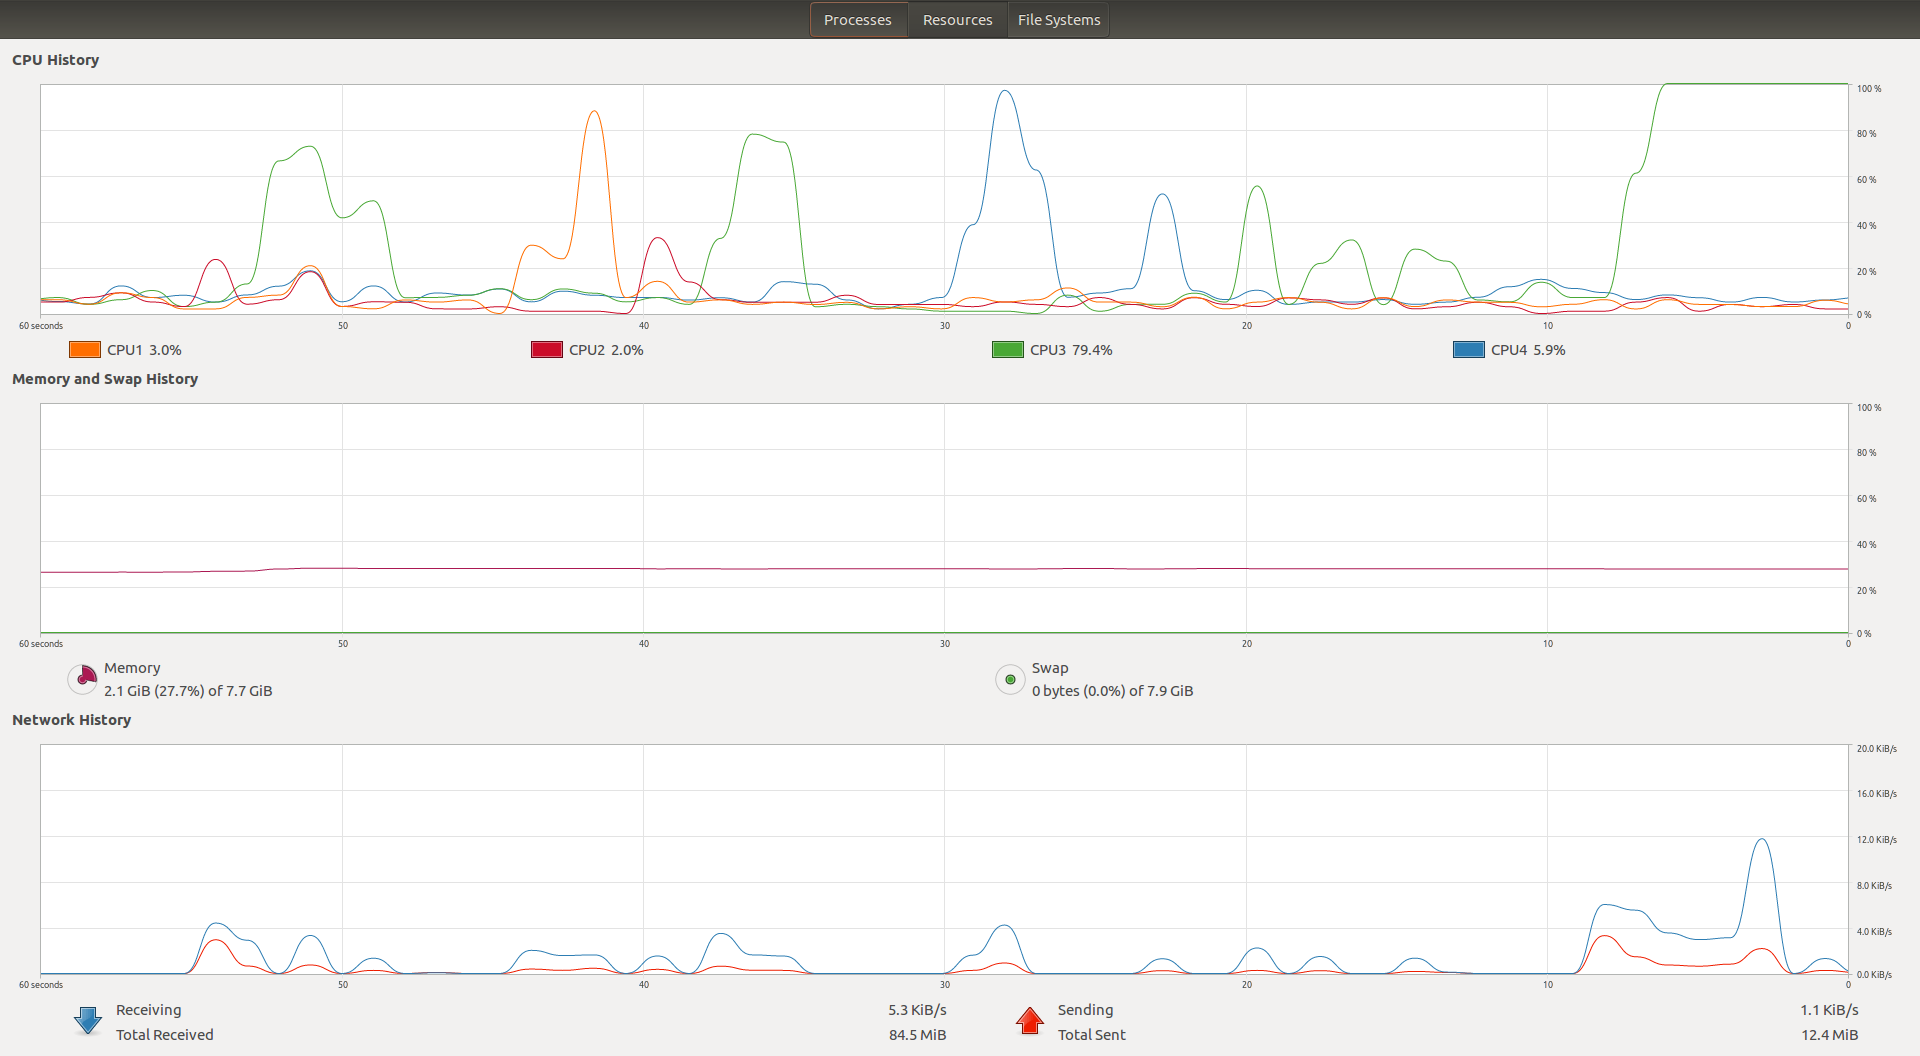 Processes Resources File Systems
CPU History
100 %
80 %
60 %
40 %
20 %
0 %
60 seconds 50 40 30 20 10 0
CPU1 3.0% CPU2 2.0% CPU3 79.4% CPU4 5.9%
Memory and Swap History
100 %
80 %
60 %
40 %
20 %
0 %
60 seconds 50 40 30 20 10 0
Memory Swap
2.1 GiB (27.7%) of 7.7 GiB 0 bytes (0.0%) of 7.9 GiB
Network History
20.0 KiB/s
16.0 KiB/s
12.0 KiB/s
8.0 KiB/s
4.0 KiB/s
0.0 KiB/s
60 seconds 50 40 30 20 10 0
Receiving 5.3 KiB/s Sending 1.1 KiB/s
Total Received 84.5 MiB Total Sent 12.4 MiB